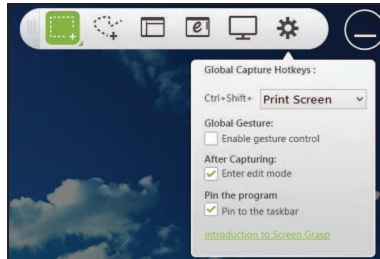 e
Global Capture Hotkeys :
Ctrl+Shift+ Print Screen
Global Gesture:
Enable gesture control
After Capturing:
Enter edit mode
Pin the program
Pin to the taskbar
Introduction to Screen Grasp